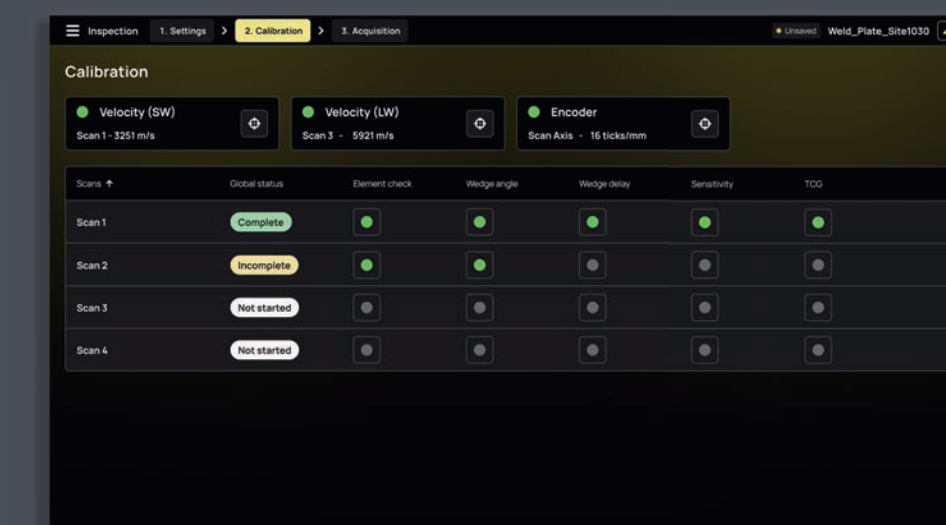 Inspection 1. Settings > 2. Calibration > 3. Acquisition Unsaved Weld_Plate_Site1030
Calibration
Velocity (SW) Velocity (LW) Encoder
Scan 1 - 3251 m/s Scan 3 - 5921 m/s Scan Axis - 16 ticks/mm
Scans ↑ Global status Element check Wedge angle Wedge delay Sensitivity TCG
Scan 1 Complete
Scan 2 Incomplete
Scan 3 Not started
Scan 4 Not started